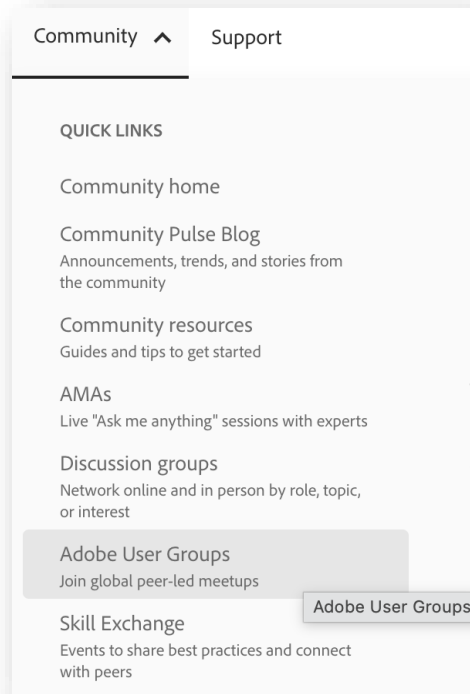 Community Support
QUICK LINKS
Community home
Community Pulse Blog
Announcements, trends, and stories from
the community
Community resources
Guides and tips to get started
AMAs
Live "Ask me anything" sessions with experts
Discussion groups
Network online and in person by role, topic,
or interest
Adobe User Groups
Join global peer-led meetups
Adobe User Groups
Skill Exchange
Events to share best practices and connect
with peers